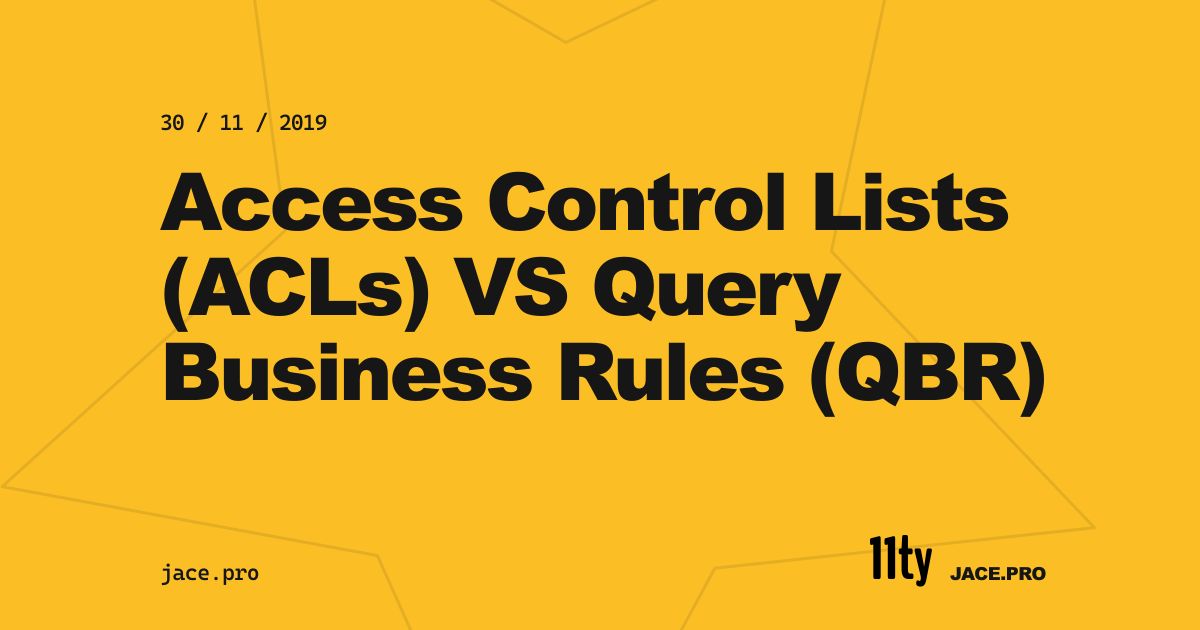 30 / 11 / 2019
Access Control Lists
(ACLs) VS Query
Business Rules (QBR)
jace.pro
11ty JACE.PRO